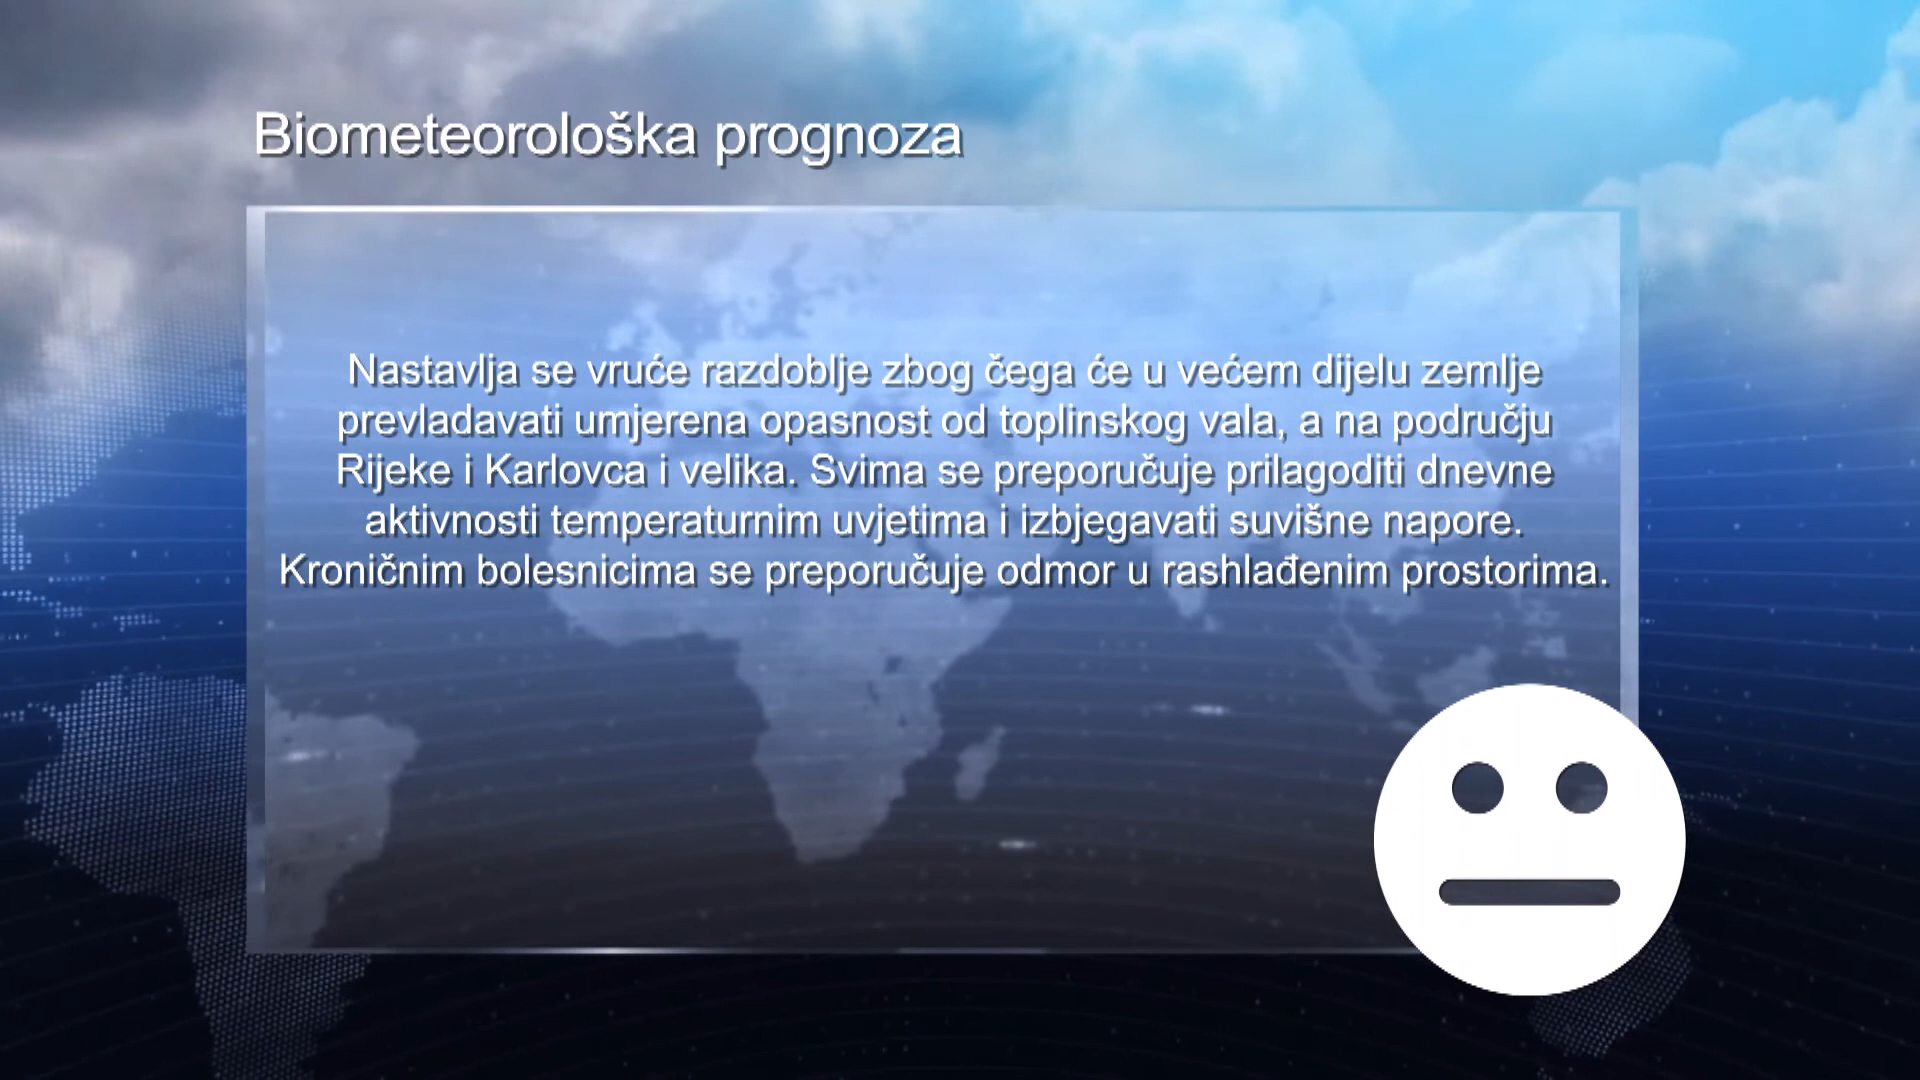 Biometeorološka prognoza
Nastavlja se vruće razdoblje zbog čega će u većem dijelu zemlje
prevladavati umjerena opasnost od toplinskog vala, a na području
Rijeke i Karlovca i velika. Svima se preporučuje prilagoditi dnevne
aktivnosti temperaturnim uvjetima i izbjegavati suvišne napore.
Kroničnim bolesnicima se preporučuje odmor u rashlađenim prostorima.